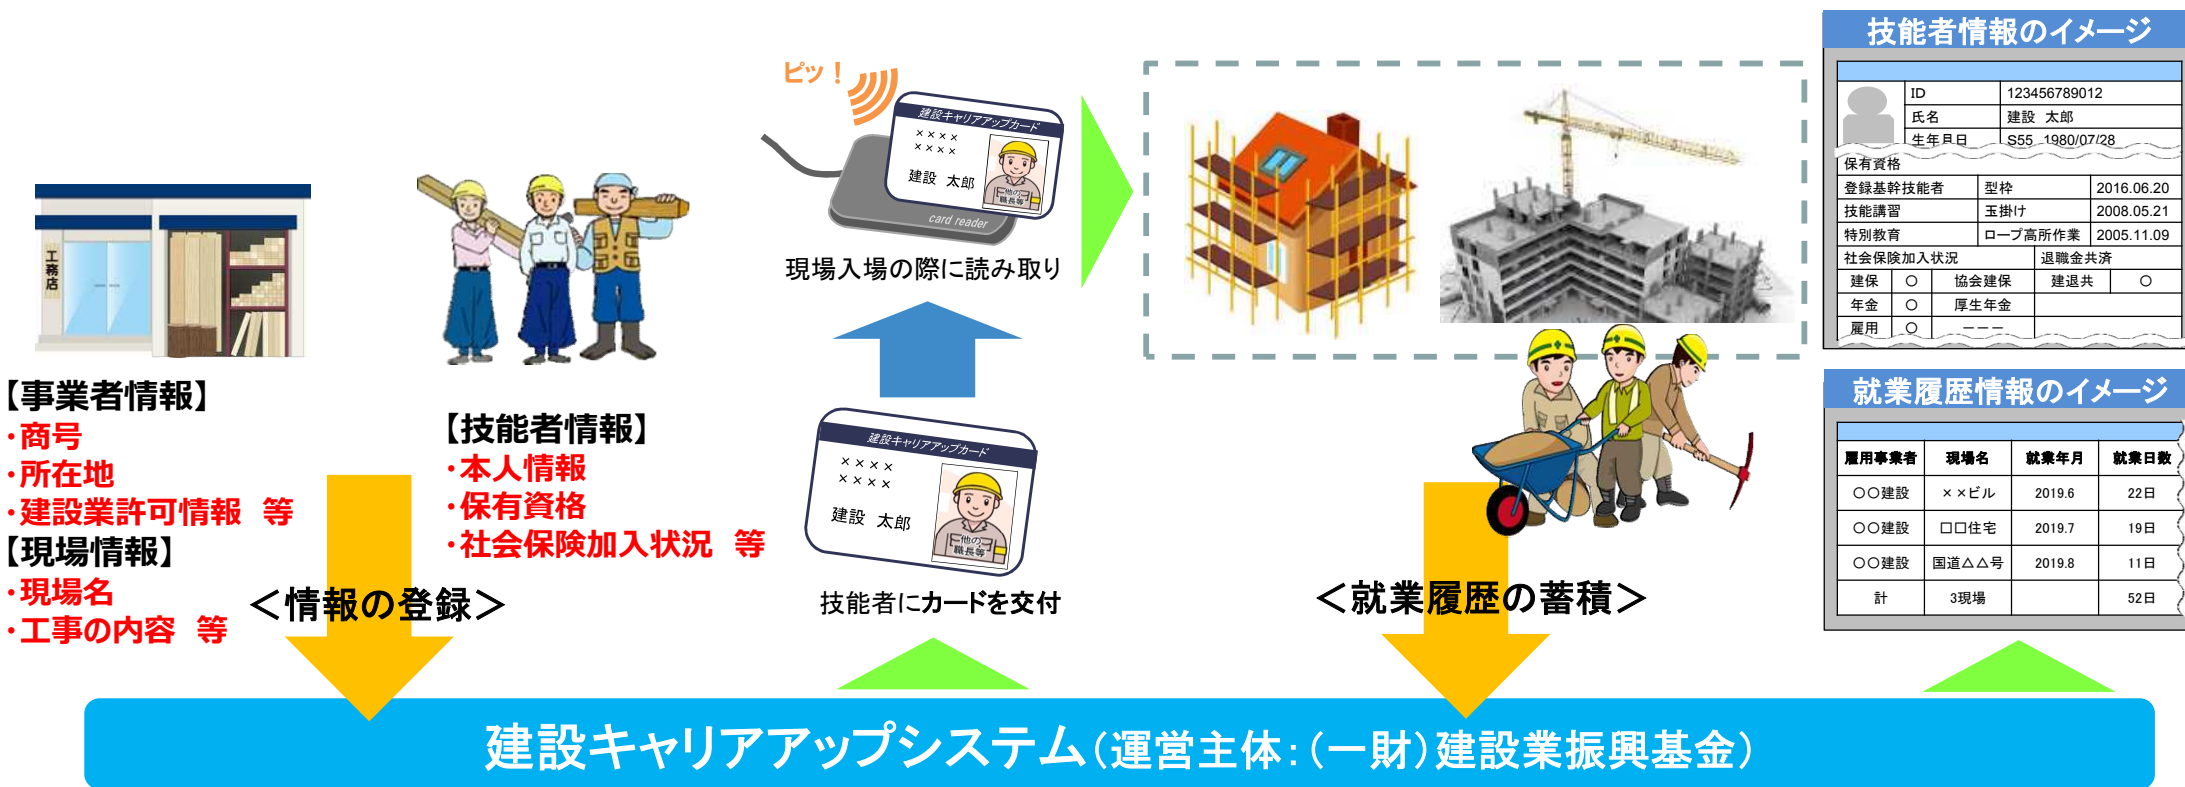 工務店
【事業者情報】
・商号
・所在地
・建設業許可情報 等
【現場情報】
・現場名
・工事の内容 等
【技能者情報】
・本人情報
・保有資格
・社会保険加入状況 等
<情報の登録>
ピッ！
建設キャリアアップカード
××××
××××
建設 太郎
他の職長等
card reader
現場入場の際に読み取り
建設キャリアアップカード
××××
××××
建設 太郎
他の職長等
技能者にカードを交付
<就業履歴の蓄積>
技能者情報のイメージ
ID 123456789012
氏名 建設 太郎
生年月日 S55 1980/07/28
保有資格
登録基幹技能者 型枠 2016.06.20
技能講習 玉掛け 2008.05.21
特別教育 ロープ高所作業 2005.11.09
社会保険加入状況 退職金共済
建保 ○ 協会建保 建退共 ○
年金 ○ 厚生年金
雇用 ○ ーーー
就業履歴情報のイメージ
雇用事業者 現場名 就業年月 就業日数
○○建設 ××ビル 2019.6 22日
○○建設 □□住宅 2019.7 19日
○○建設 国道△△号 2019.8 11日
計 3現場 52日
建設キャリアアップシステム（運営主体：（一財）建設業振興基金）